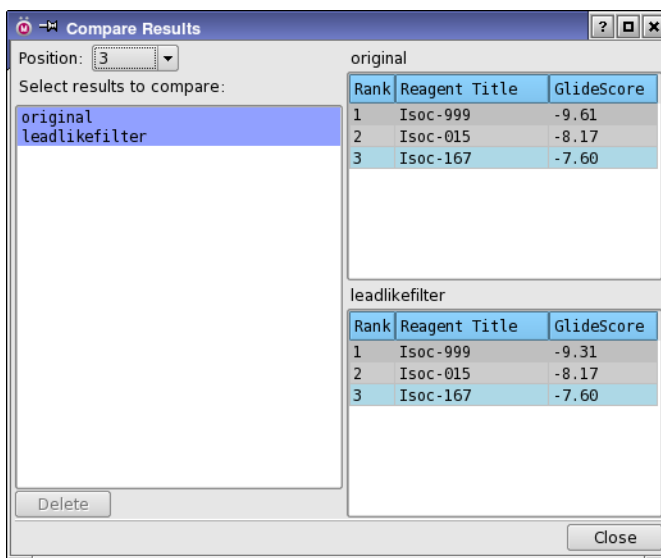 Compare Results
Position: 3
Select results to compare:
original
leadlikefilter
Delete
original
Rank Reagent Title GlideScore
1 Isoc-999 -9.61
2 Isoc-015 -8.17
3 Isoc-167 -7.60
leadlikefilter
Rank Reagent Title GlideScore
1 Isoc-999 -9.31
2 Isoc-015 -8.17
3 Isoc-167 -7.60
Close